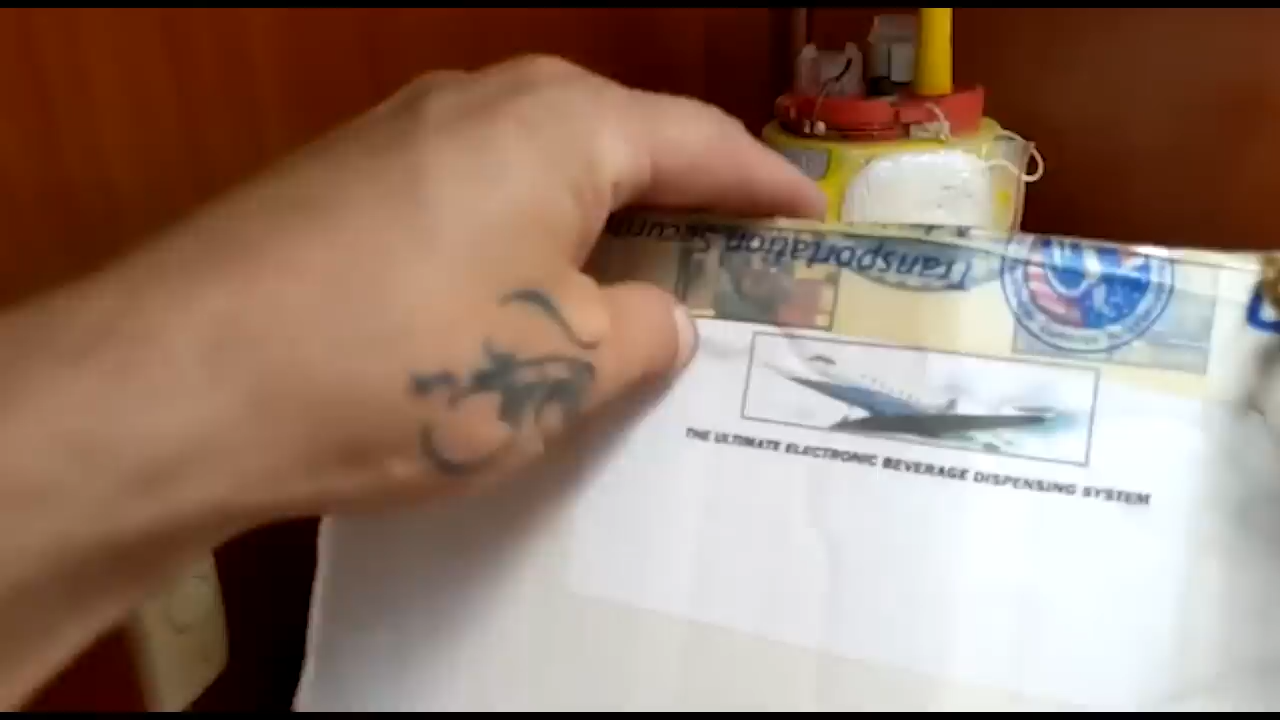 Transportation Security
THE ULTIMATE ELECTRONIC BEVERAGE DISPENSING SYSTEM